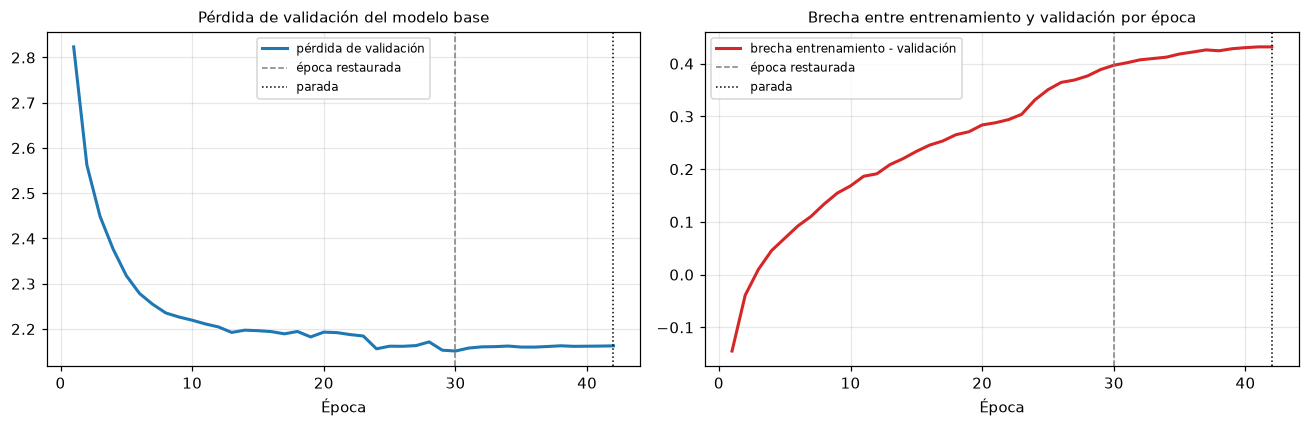 Pérdida de validación del modelo base
pérdida de validación
época restaurada
parada
2.8
2.7
2.6
2.5
2.4
2.3
2.2
0 10 20 30 40
Época
Brecha entre entrenamiento y validación por época
brecha entrenamiento - validación
época restaurada
parada
0.4
0.3
0.2
0.1
0.0
−0.1
0 10 20 30 40
Época